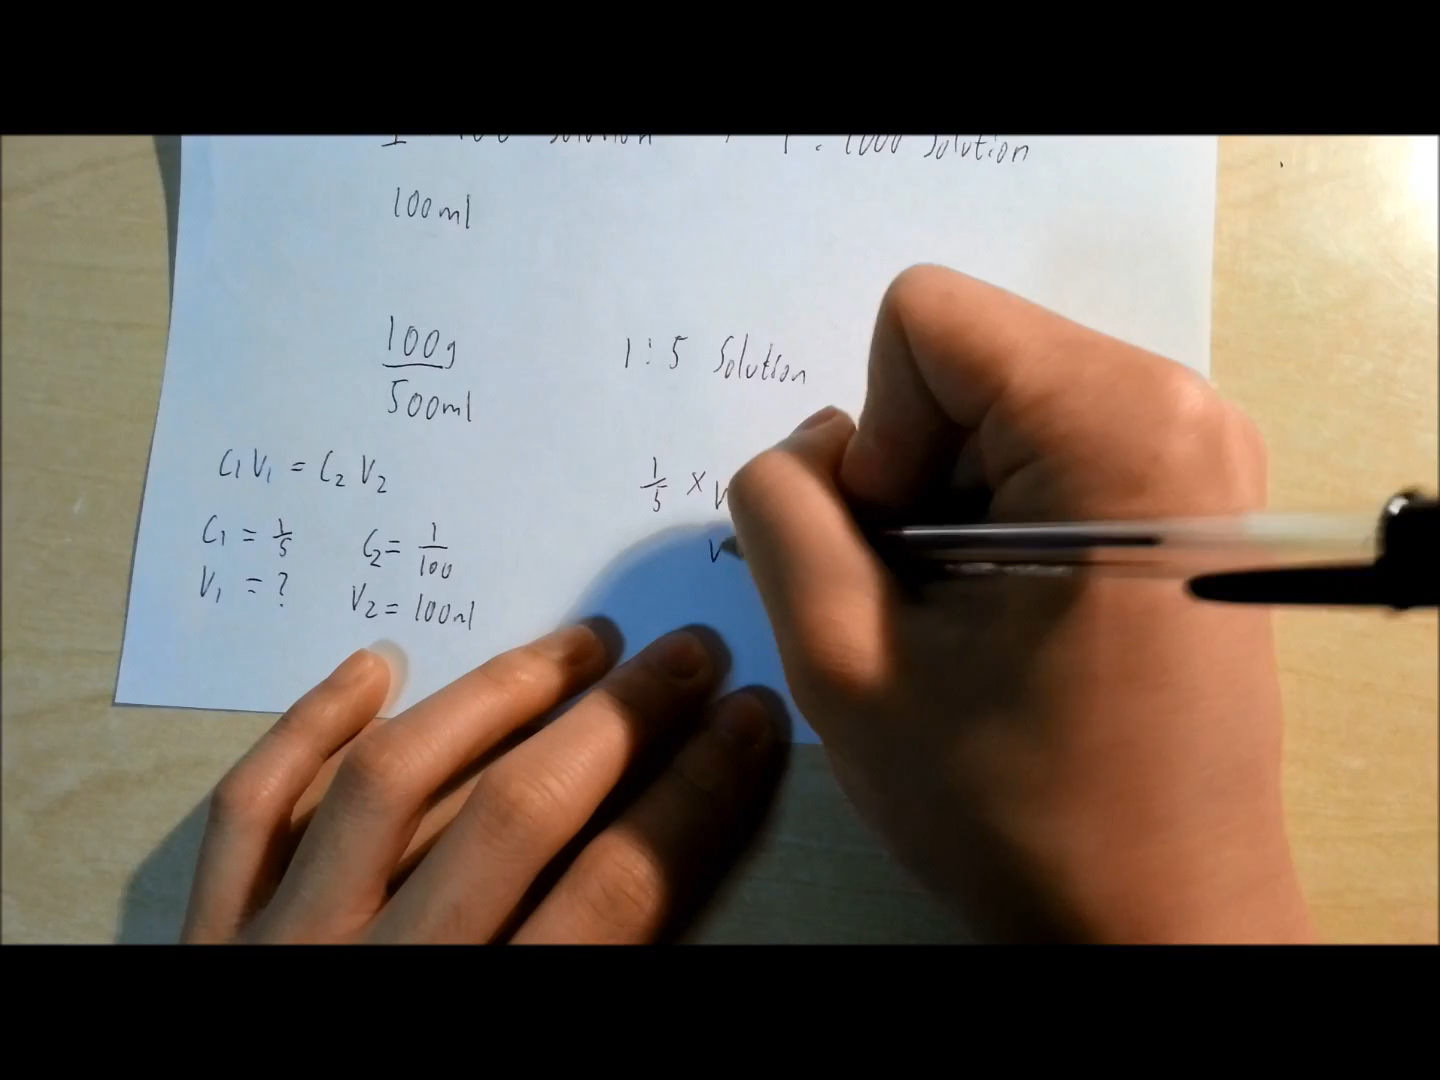 solution 1:1000 solution
100ml
100g
500ml
1:5 Solution
C₁V₁ = C₂V₂
C₁ = 1/5 C₂ = 1/100
V₁ = ? V₂ = 100ml
1/5 × V
V